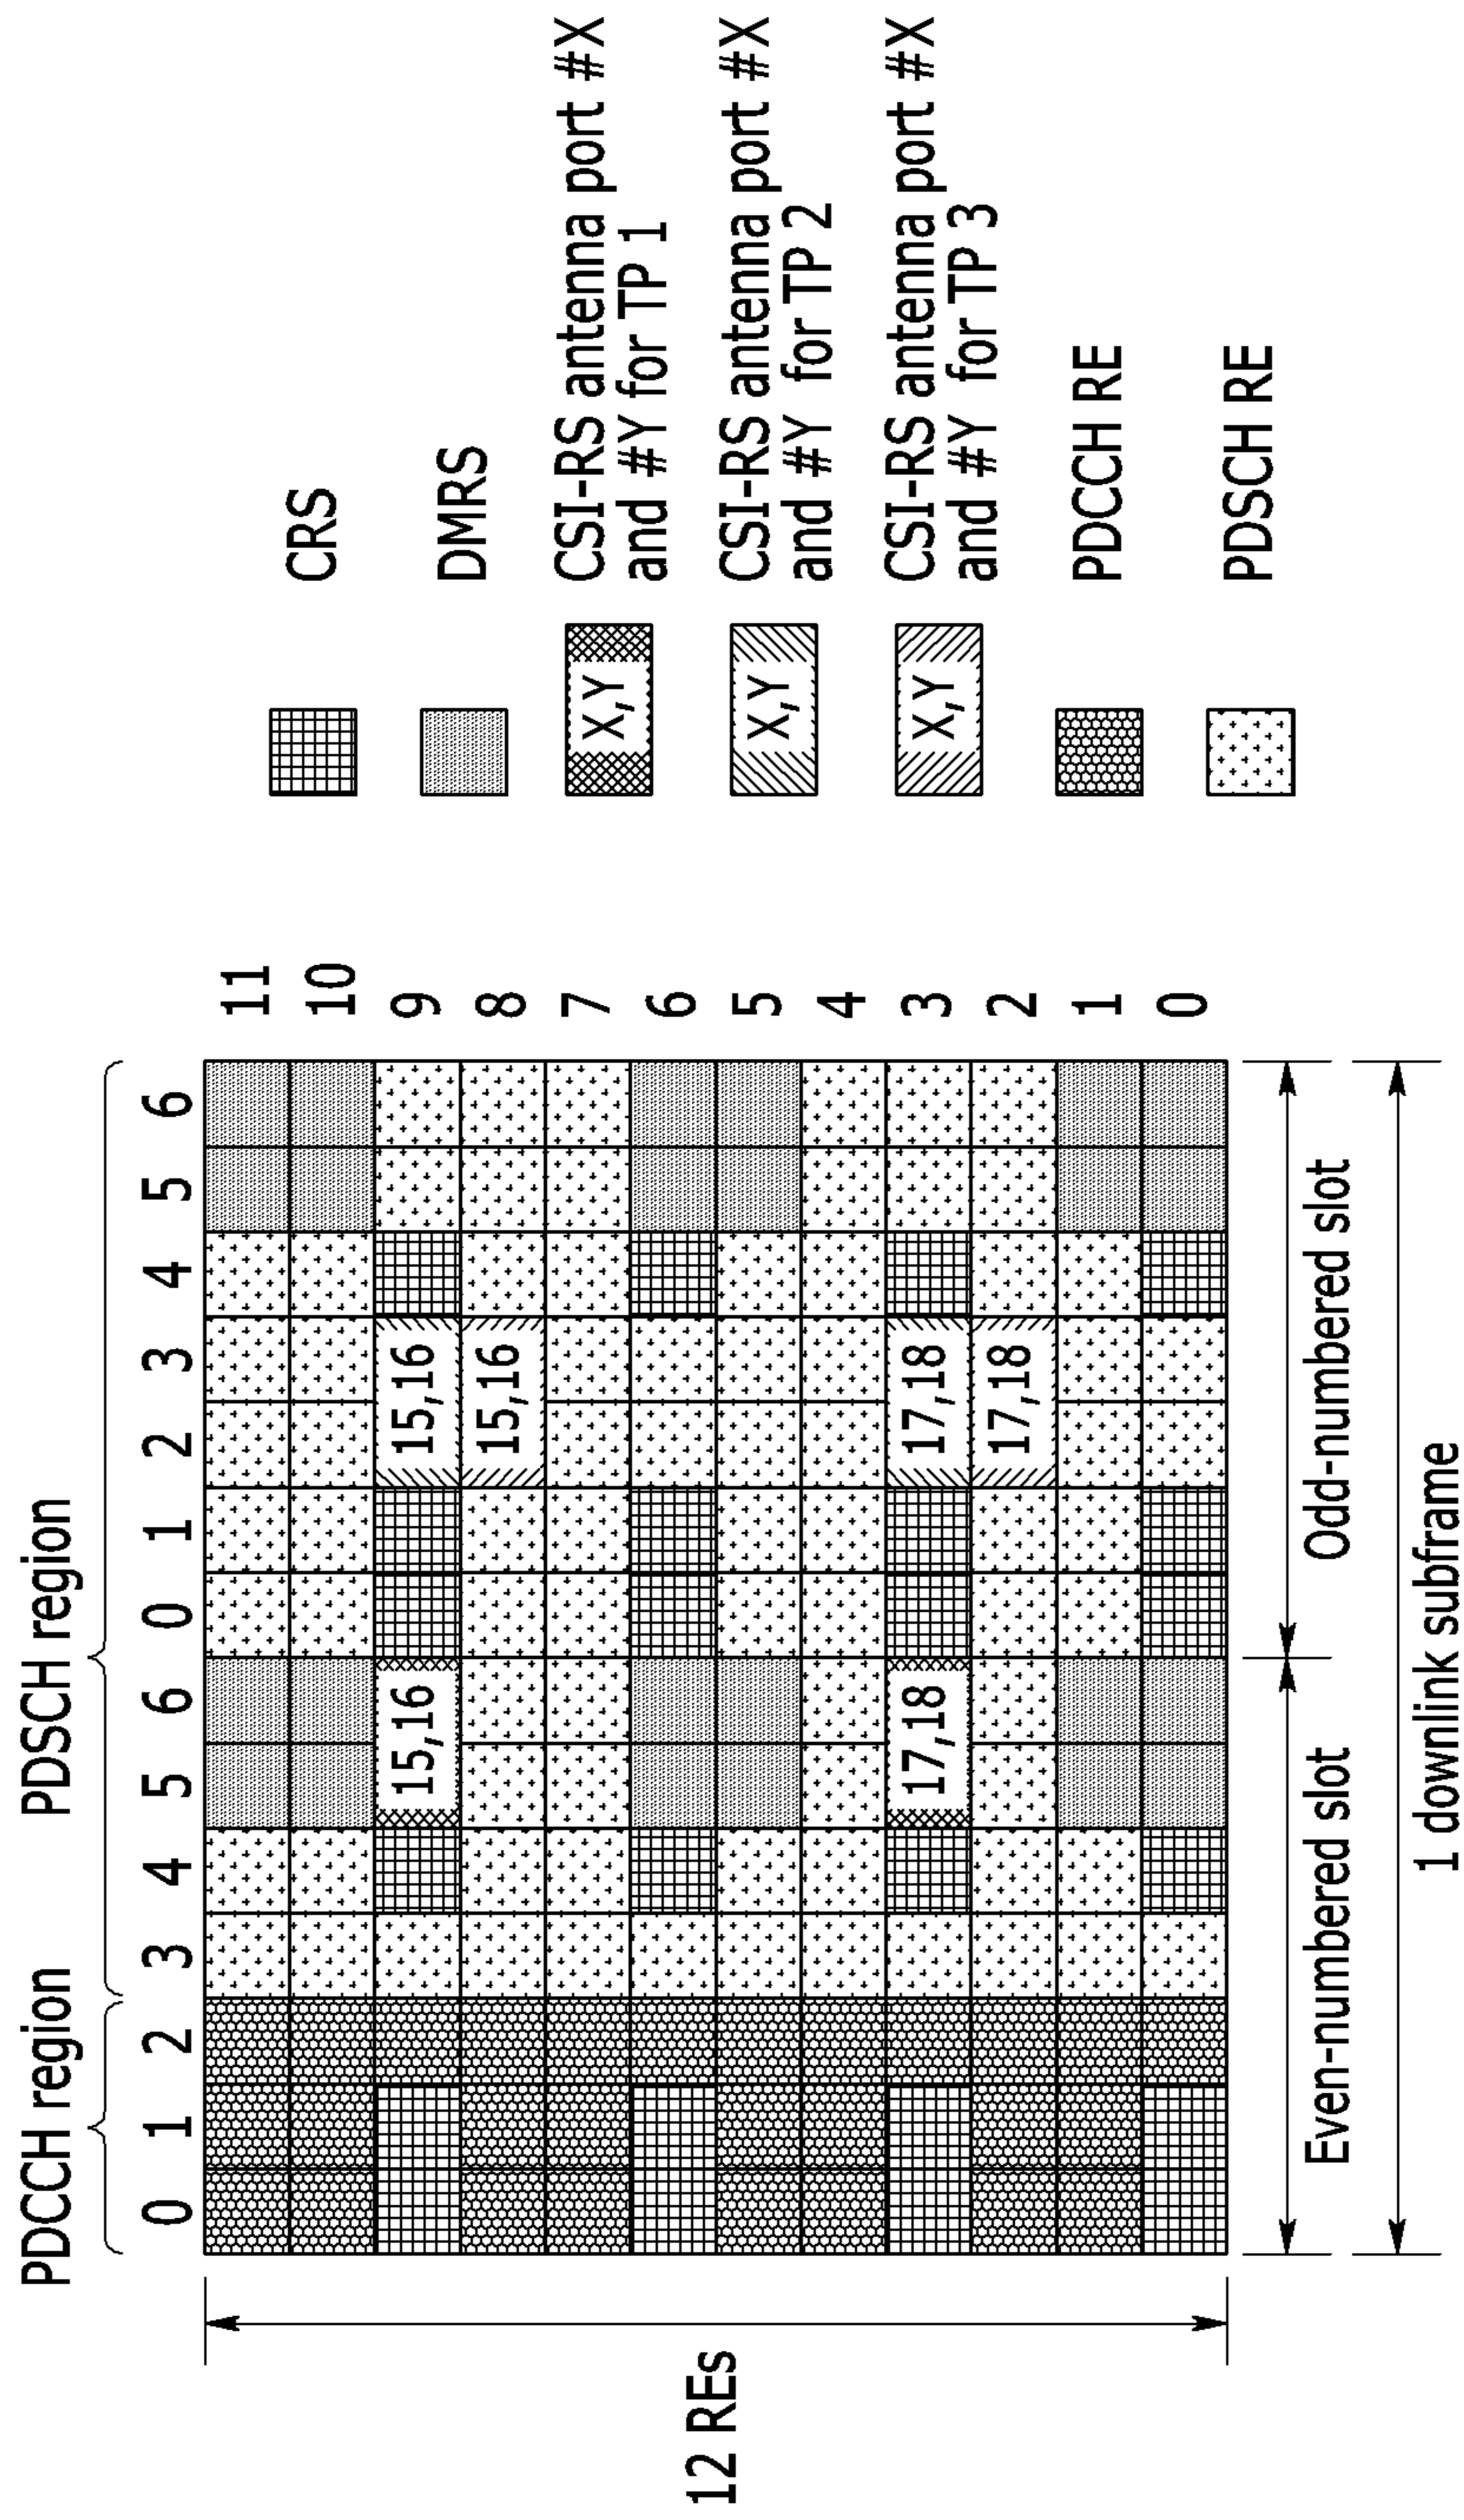 PDCCH region
PDSCH region
0 1 2 3 4 5 6 0 1 2 3 4 5 6
12 REs
11
10
15,16
15,16
9
15,16
8
7
6
5
4
17,18
17,18
3
17,18
2
1
0
Even-numbered slot
Odd-numbered slot
1 downlink subframe
CRS
DMRS
X,Y
CSI-RS antenna port #X
and #Y for TP 1
X,Y
CSI-RS antenna port #X
and #Y for TP 2
X,Y
CSI-RS antenna port #X
and #Y for TP 3
PDCCH RE
PDSCH RE